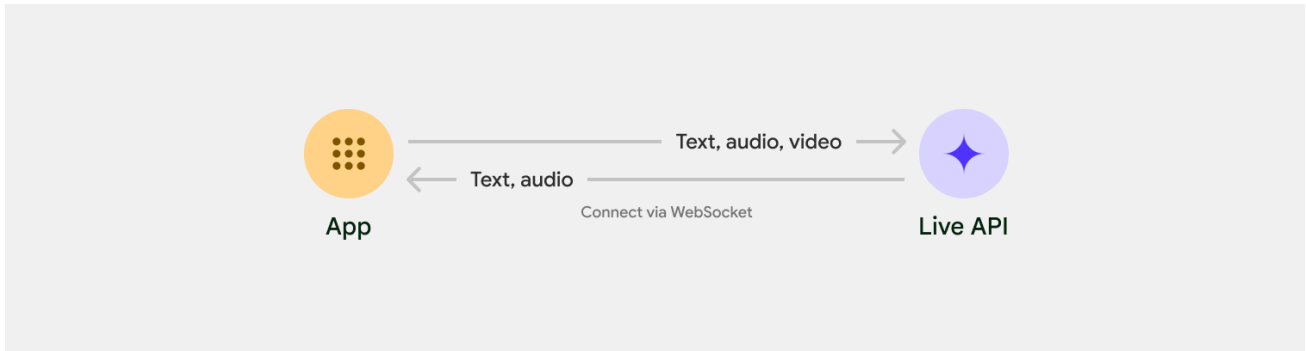 Text, audio, video
Text, audio
Connect via WebSocket
App
Live API